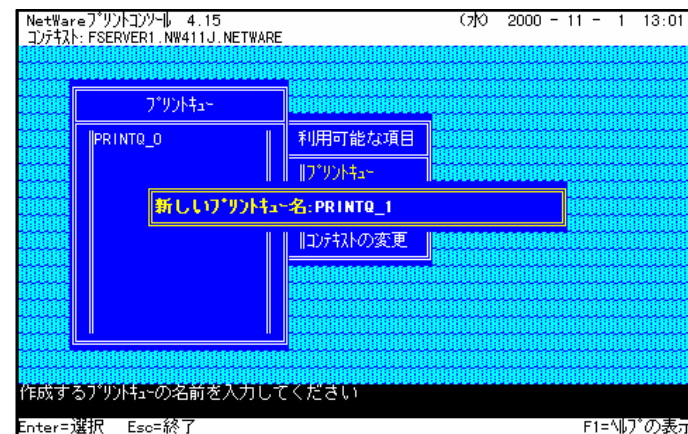 NetWareﾌﾟﾘﾝﾄｺﾝｿｰﾙ 4.15 (水) 2000 - 11 - 1 13:01
ｺﾝﾃｷｽﾄ: FSERVER1.NW411J.NETWARE
ﾌﾟﾘﾝﾄｷｭｰ
PRINTQ_0
利用可能な項目
ﾌﾟﾘﾝﾄｷｭｰ
新しいﾌﾟﾘﾝﾄｷｭｰ名:PRINTQ_1
ｺﾝﾃｷｽﾄの変更
作成するﾌﾟﾘﾝﾄｷｭｰの名前を入力してください
Enter=選択 Esc=終了 F1=ﾍﾙﾌﾟの表示